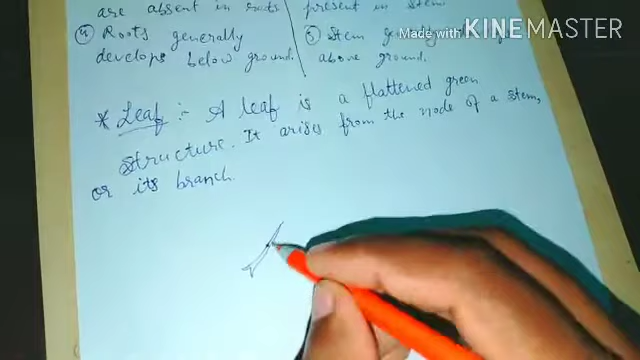 are absent in roots present in stem
④ Roots generally ⑤ Stem
develops below ground. above ground.
Made with KINEMASTER
* Leaf :- A leaf is a flattened green
structure. It arises from the node of a stem,
or its branch.